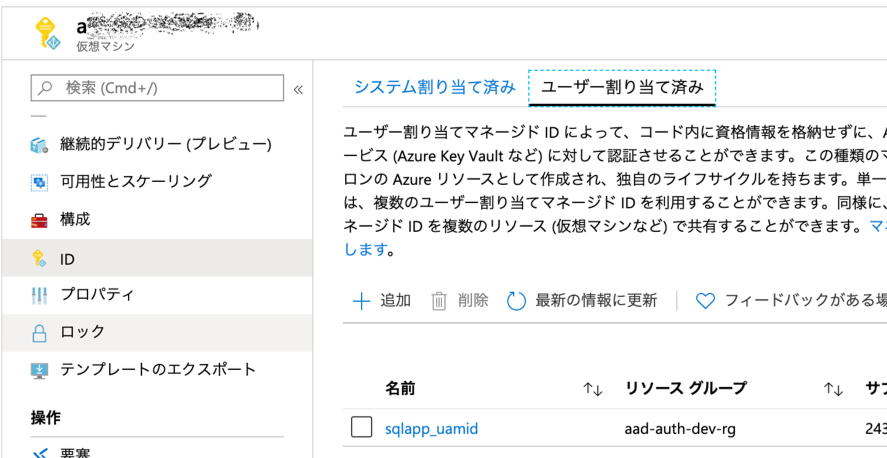 a
仮想マシン
検索 (Cmd+/)
«
システム割り当て済み
ユーザー割り当て済み
継続的デリバリー (プレビュー)
可用性とスケーリング
構成
ID
プロパティ
ロック
テンプレートのエクスポート
操作
要塞
ユーザー割り当てマネージド ID によって、コード内に資格情報を格納せずに、A
ービス (Azure Key Vault など) に対して認証させることができます。この種類のマ
ロンの Azure リソースとして作成され、独自のライフサイクルを持ちます。単一
は、複数のユーザー割り当てマネージド ID を利用することができます。同様に、
ネージド ID を複数のリソース (仮想マシンなど) で共有することができます。マネ
します。
追加
削除
最新の情報に更新
フィードバックがある場
名前
リソース グループ
サブ
sqlapp_uamid
aad-auth-dev-rg
243